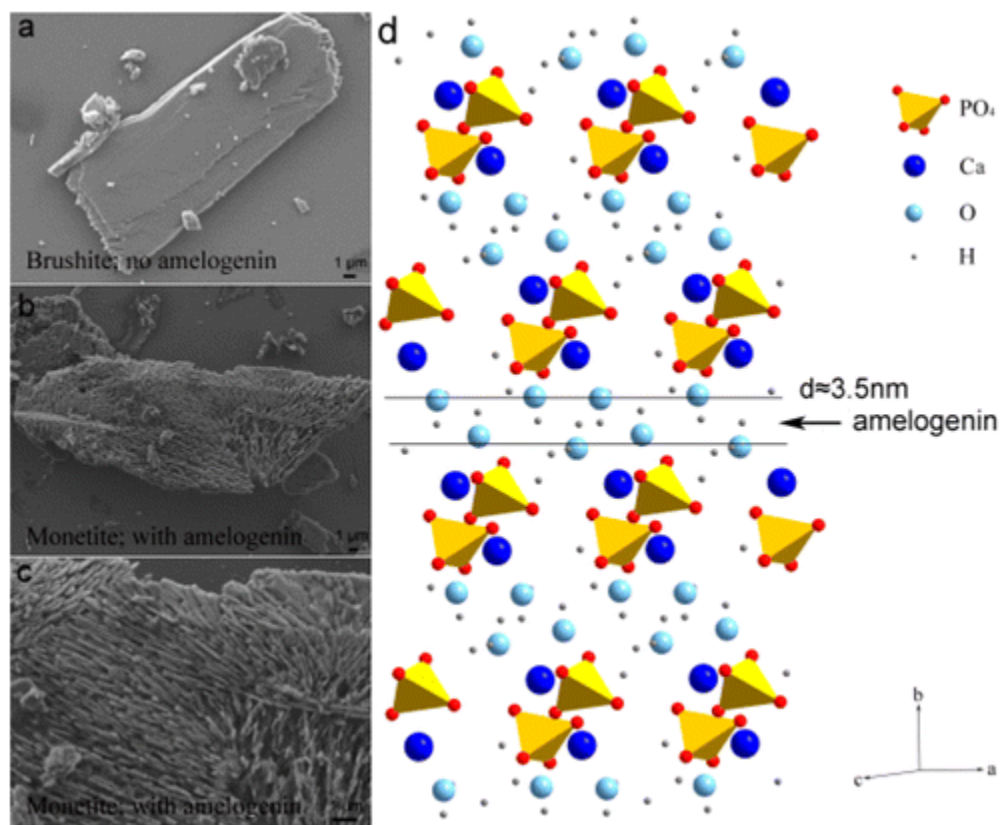 a
Brushite; no amelogenin
1 µm
b
Monetite; with amelogenin
1 µm
c
Monetite; with amelogenin
d
PO₄
Ca
O
H
d≈3.5nm
amelogenin
b
c
a